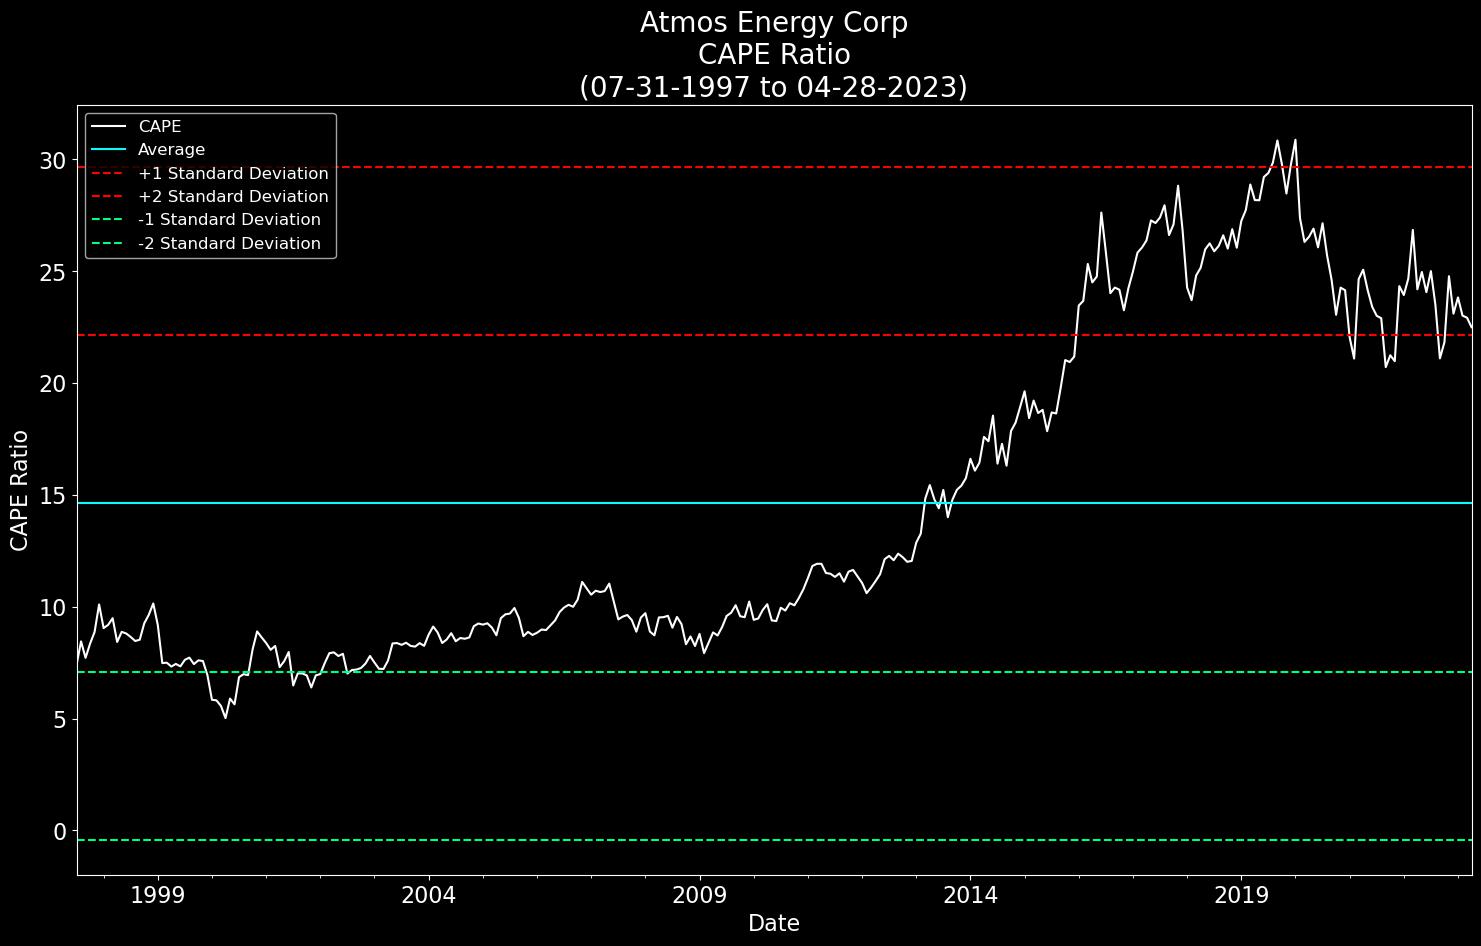 Atmos Energy Corp
CAPE Ratio
(07-31-1997 to 04-28-2023)
CAPE
Average
+1 Standard Deviation
+2 Standard Deviation
-1 Standard Deviation
-2 Standard Deviation
30
25
20
15
10
5
0
CAPE Ratio
1999 2004 2009 2014 2019
Date